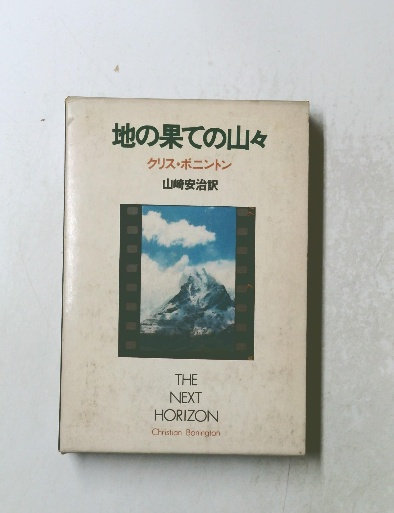 地の果ての山々
クリス・ボニントン
山崎安治訳
THE
NEXT
HORIZON
Christian Bonington